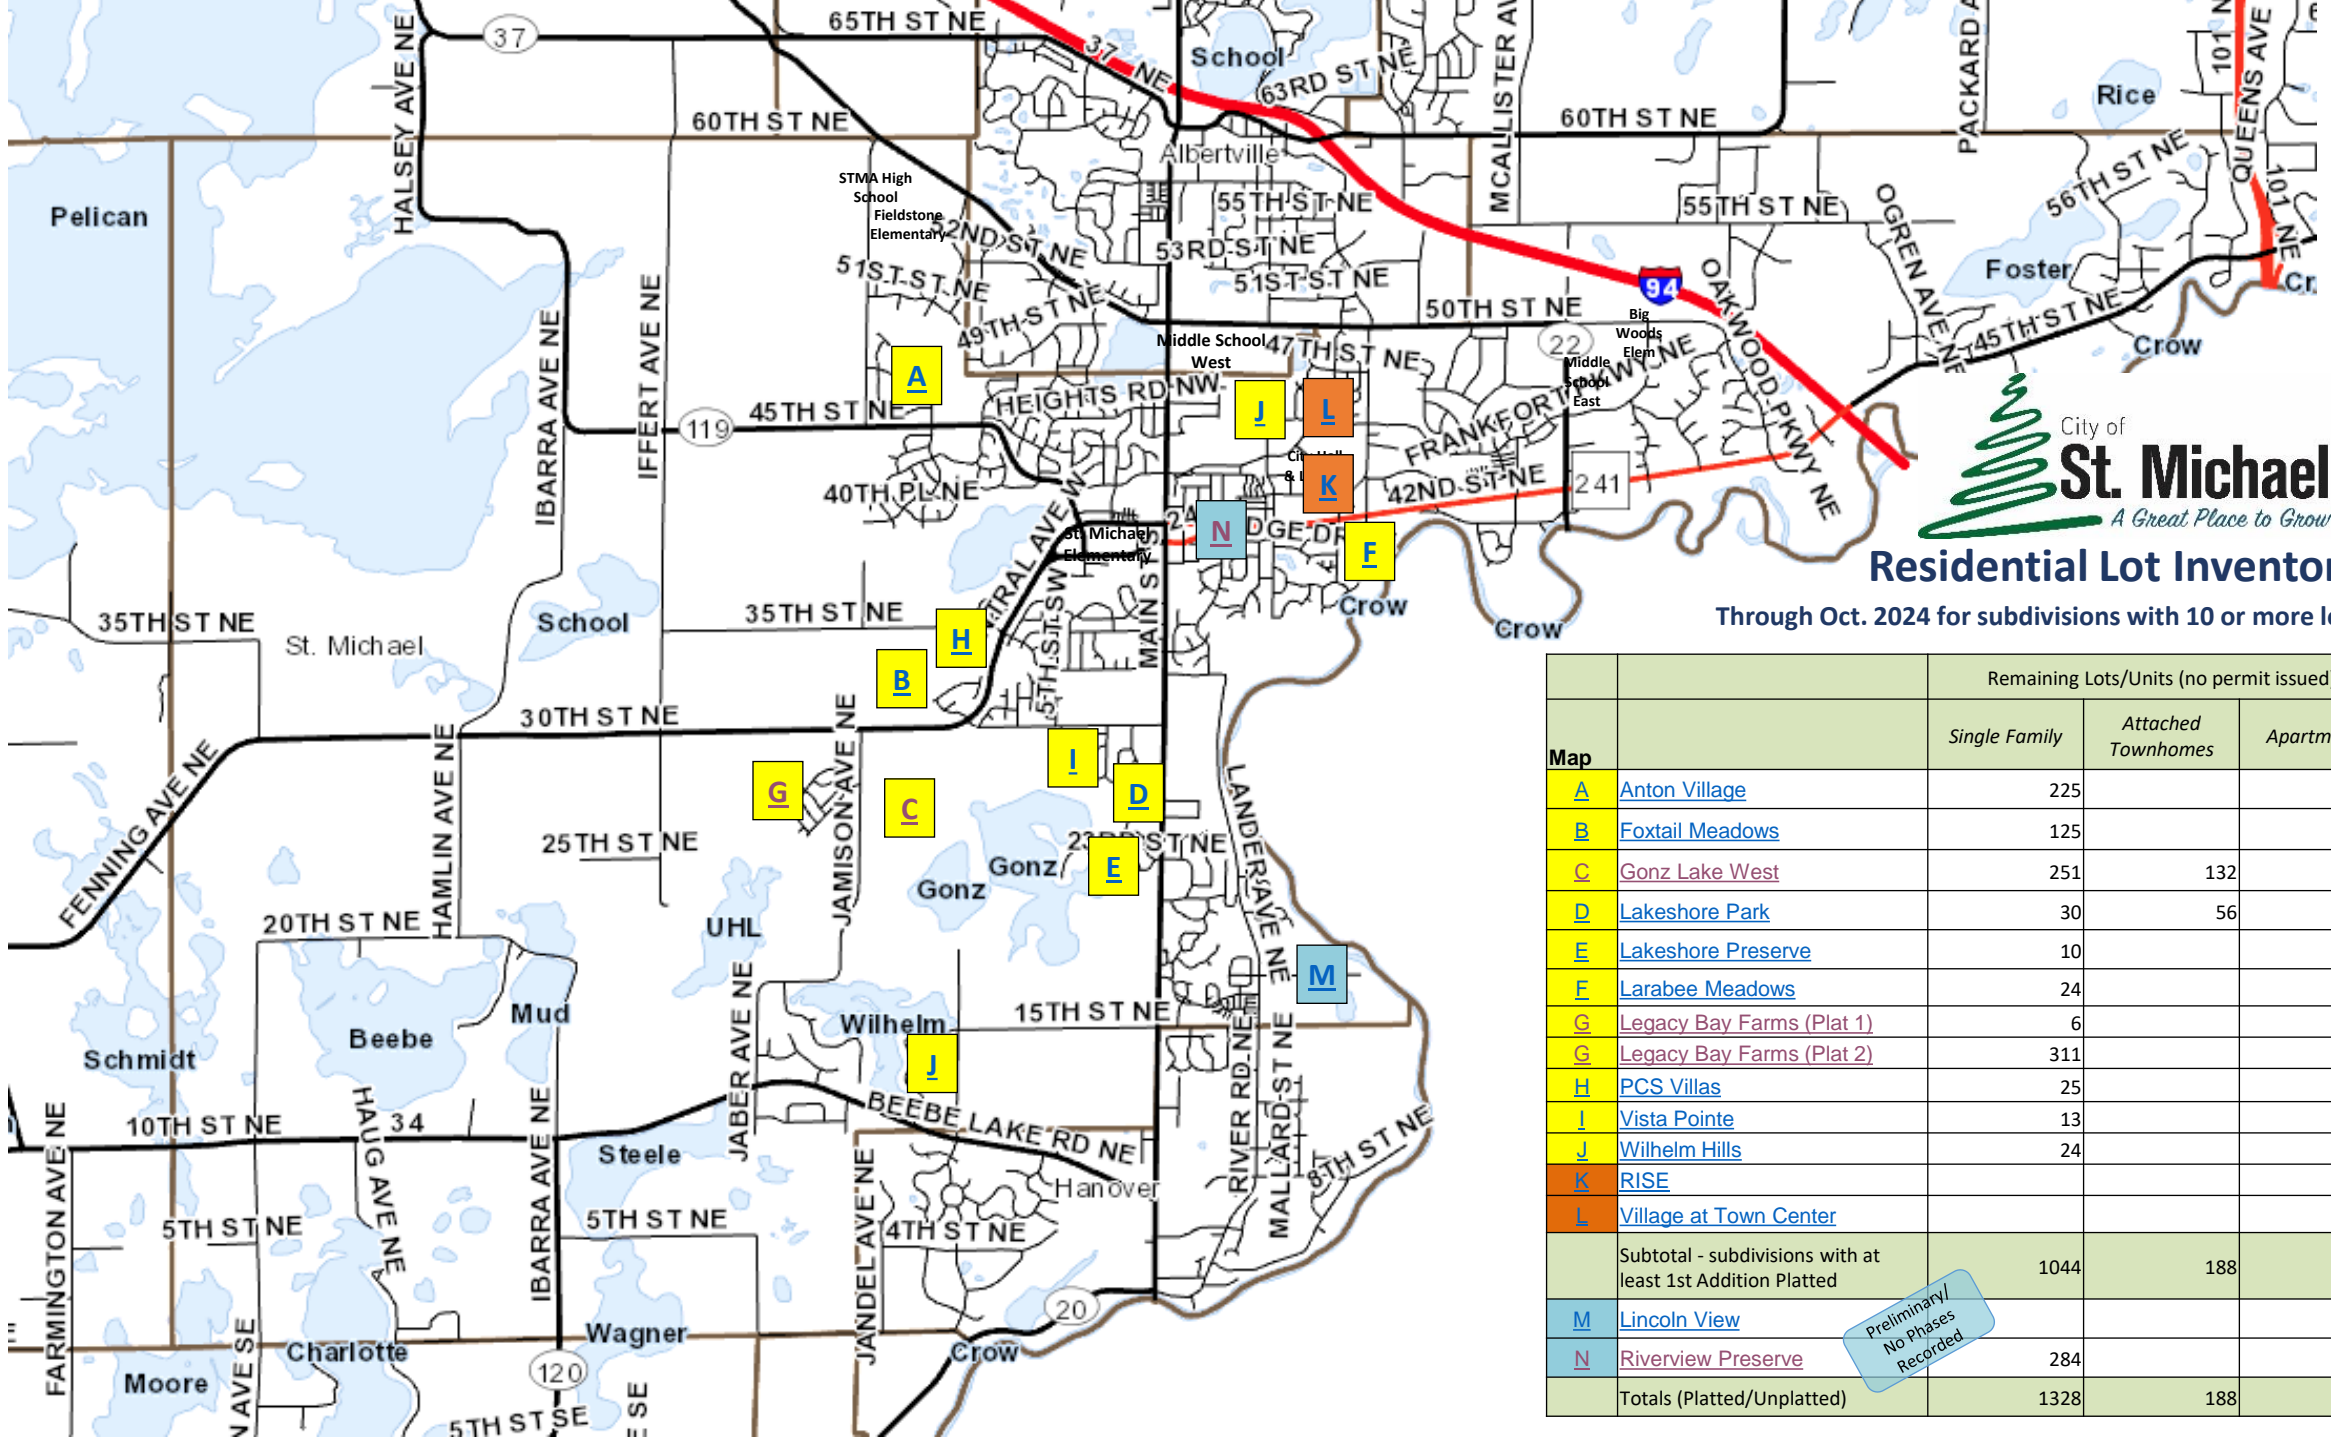 65TH ST NE
37
37 NE
School
63RD ST NE
HALSEY AVE NE
MCALLISTER AV
PACKARD A
101 N
QUEENS AVE
Rice
60TH ST NE
60TH ST NE
Albertville
STMA High
School
Fieldstone
Elementary
Pelican
55TH ST NE
55TH ST NE
56TH ST NE
101 NE
OGREN AVE NE
52ND ST NE
53RD ST NE
51ST ST NE
51ST ST NE
Foster
Cr
94
OAKWOOD PKWY NE
49TH ST NE
50TH ST NE
IFFERT AVE NE
IBARRA AVE NE
Big
Woods
Elem
22
45TH ST NE
Crow
Middle School
West
47TH ST NE
Middle
School
East
A
HEIGHTS RD NW
J
L
FRANKFORT PKWY NE
45TH ST NE
119
City of
St. Michael
A Great Place to Grow
K
40TH PL NE
42ND ST NE
241
24
N
DGE DR
F
St. Michael
Elementary
Residential Lot Invento
Through Oct. 2024 for subdivisions with 10 or more l
Crow
Crow
35TH ST NE
St. Michael
School
35TH ST NE
H
NTRAL AVE W
5TH ST SW
MAIN ST S
B
30TH ST NE
FENNING AVE NE
HAMLIN AVE NE
JAMISON AVE NE
LANDER AVE NE
G
C
I
D
25TH ST NE
E
Gonz
Gonz
20TH ST NE
UHL
M
Beebe
Mud
Schmidt
JABER AVE NE
Wilhelm
15TH ST NE
J
RIVER RD NE
MALLARD ST NE
10TH ST NE
34
HAUG AVE NE
IBARRA AVE NE
FARMINGTON AVE NE
Steele
BEEBE LAKE RD NE
Hanover
8TH ST NE
5TH ST NE
5TH ST NE
JANDEL AVE NE
4TH ST NE
20
Wagner
Charlotte
Moore
N AVE SE
120
5TH ST SE
E SE
Crow
Remaining Lots/Units (no permit issued
Map Single Family Attached Townhomes Apartm
A Anton Village 225
B Foxtail Meadows 125
C Gonz Lake West 251 132
D Lakeshore Park 30 56
E Lakeshore Preserve 10
F Larabee Meadows 24
G Legacy Bay Farms (Plat 1) 6
G Legacy Bay Farms (Plat 2) 311
H PCS Villas 25
I Vista Pointe 13
J Wilhelm Hills 24
K RISE
L Village at Town Center
Subtotal - subdivisions with at
least 1st Addition Platted 1044 188
M Lincoln View
N Riverview Preserve 284
Preliminary/
No Phases
Recorded
Totals (Platted/Unplatted) 1328 188